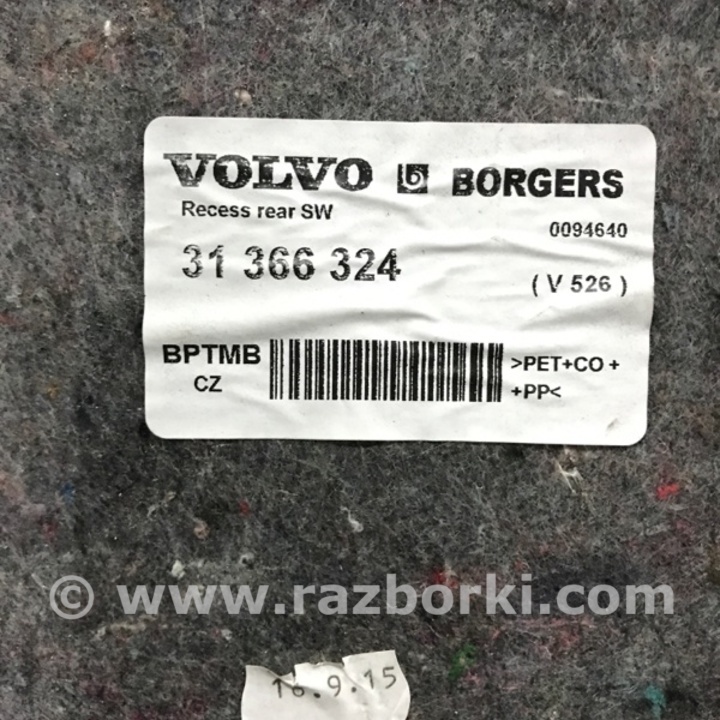 VOLVO BORGERS
Recess rear SW
0094640
31 366 324
( V 526 )
BPTMB
CZ
>PET+CO +
+PP<
© www.razborki.com
16.9.15